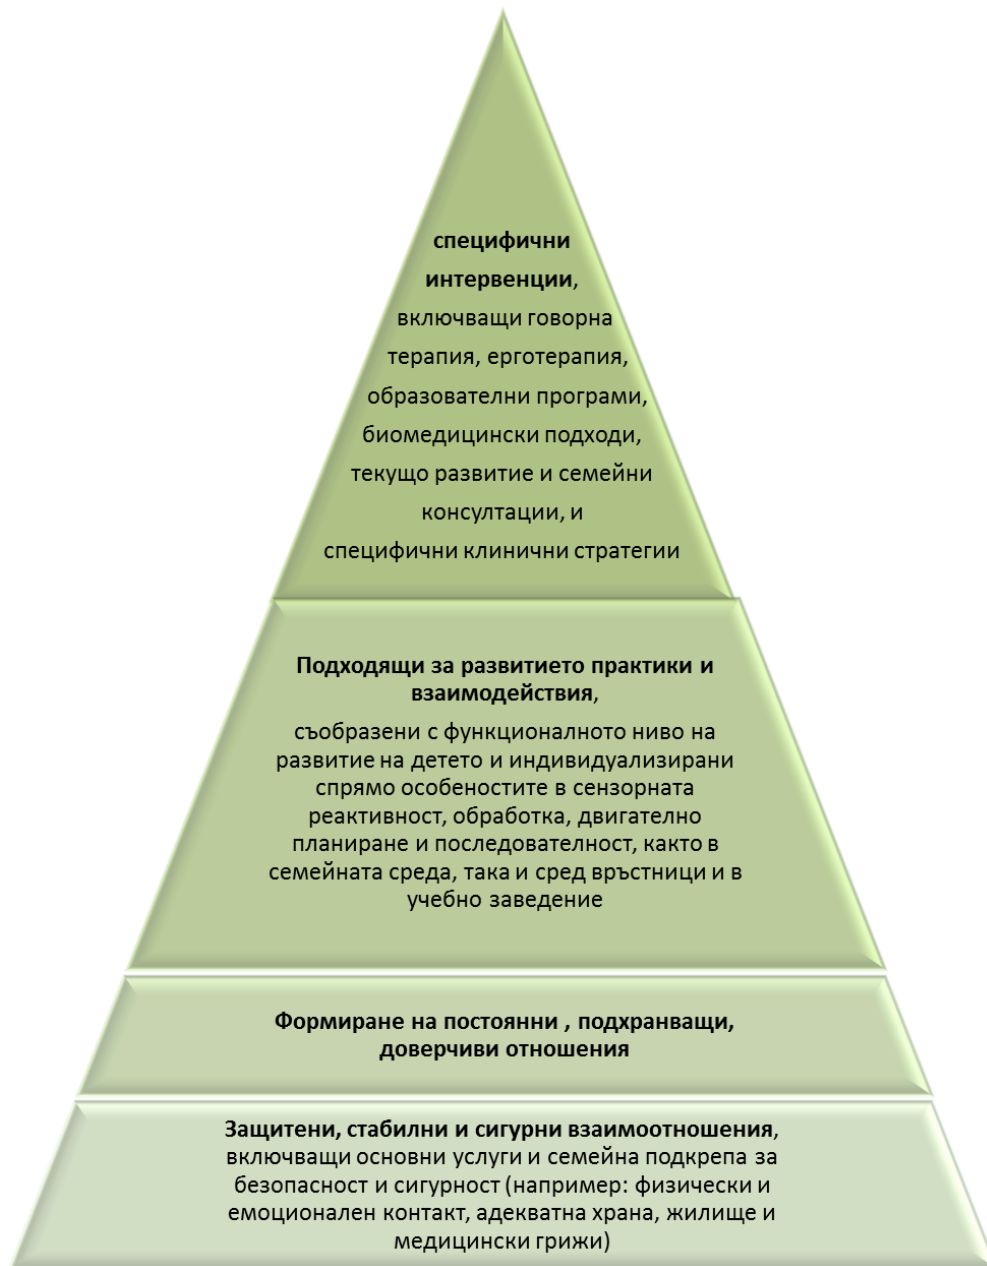 специфични
интервенции,
включващи говорна
терапия, ерготерапия,
образователни програми,
биомедицински подходи,
текущо развитие и семейни
консултации, и
специфични клинични стратегии
Подходящи за развитието практики и
взаимодействия,
съобразени с функционалното ниво на
развитие на детето и индивидуализирани
спрямо особеностите в сензорната
реактивност, обработка, двигателно
планиране и последователност, както в
семейната среда, така и сред връстници и в
учебно заведение
Формиране на постоянни , подхранващи,
доверчиви отношения
Защитени, стабилни и сигурни взаимоотношения,
включващи основни услуги и семейна подкрепа за
безопасност и сигурност (например: физически и
емоционален контакт, адекватна храна, жилище и
медицински грижи)